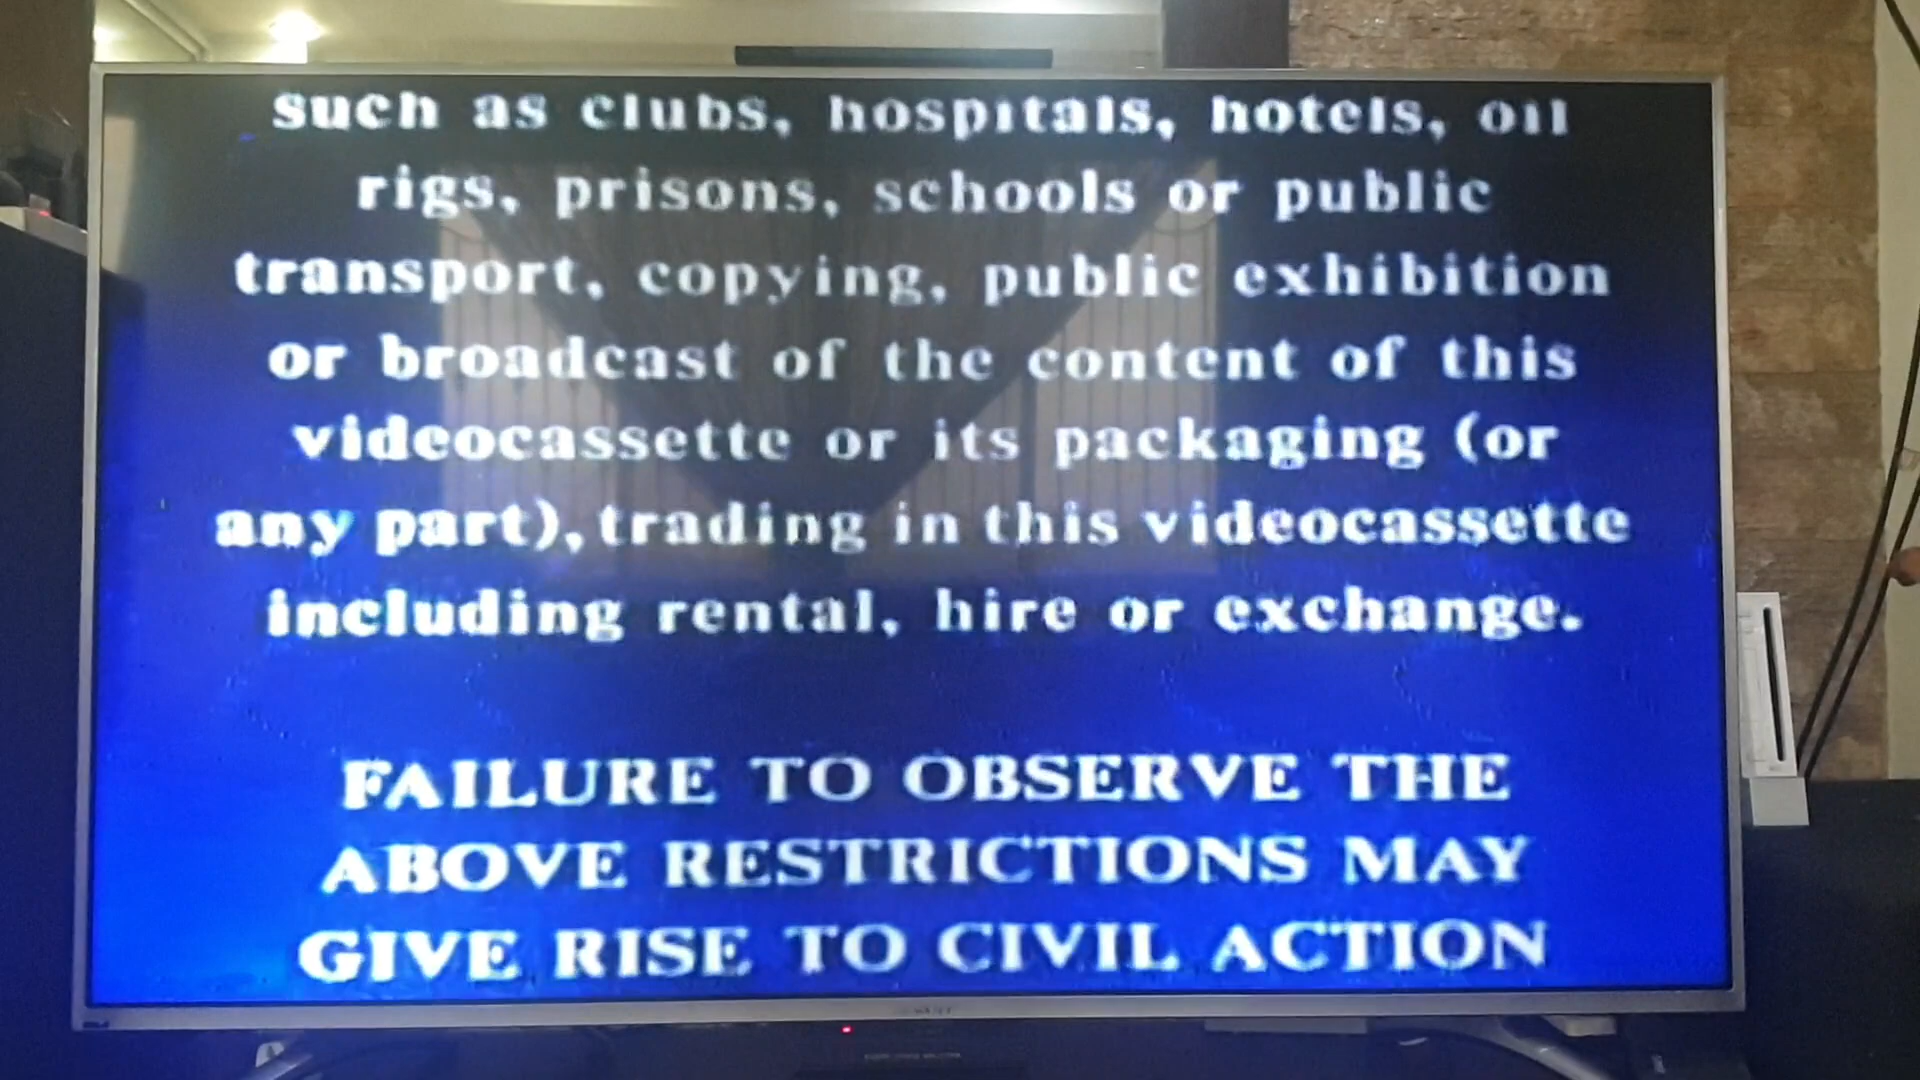 such as clubs, hospitals, hotels, oil
rigs, prisons, schools or public
transport, copying, public exhibition
or broadcast of the content of this
videocassette or its packaging (or
any part), trading in this videocassette
including rental, hire or exchange.
FAILURE TO OBSERVE THE
ABOVE RESTRICTIONS MAY
GIVE RISE TO CIVIL ACTION